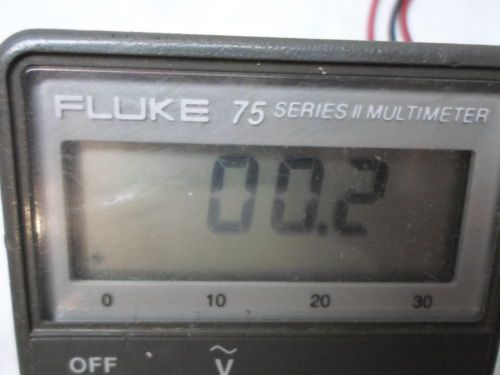 FLUKE 75 SERIES II MULTIMETER
00.2
0 10 20 30
OFF V